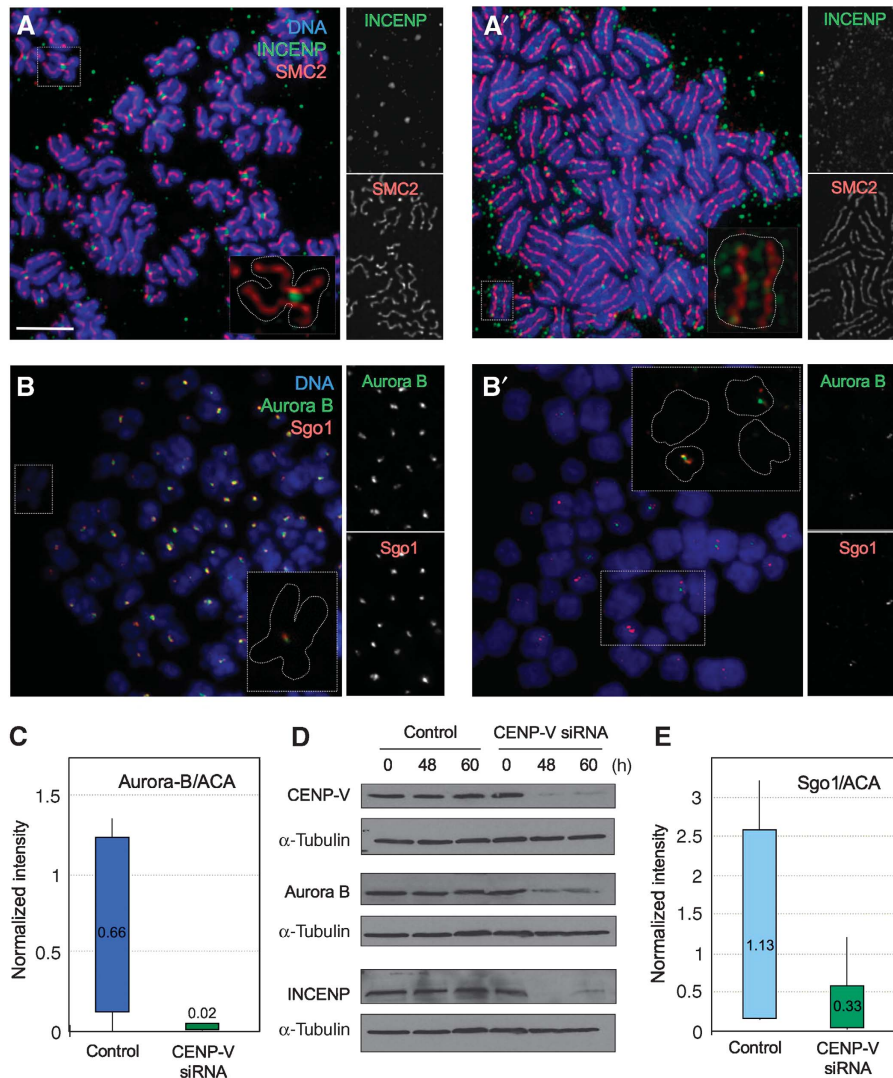 A
DNA
INCENP
SMC2
INCENP
SMC2
A′
INCENP
SMC2
B
DNA
Aurora B
Sgo1
Aurora B
Sgo1
B′
Aurora B
Sgo1
C
Aurora-B/ACA
Normalized intensity
1.5
1
0.5
0
0.66
0.02
Control
CENP-V
siRNA
D
Control CENP-V siRNA
0 48 60 0 48 60 (h)
CENP-V
α-Tubulin
Aurora B
α-Tubulin
INCENP
α-Tubulin
E
Sgo1/ACA
Normalized intensity
3
2.5
2
1.5
1
0.5
0
1.13
0.33
Control
CENP-V
siRNA